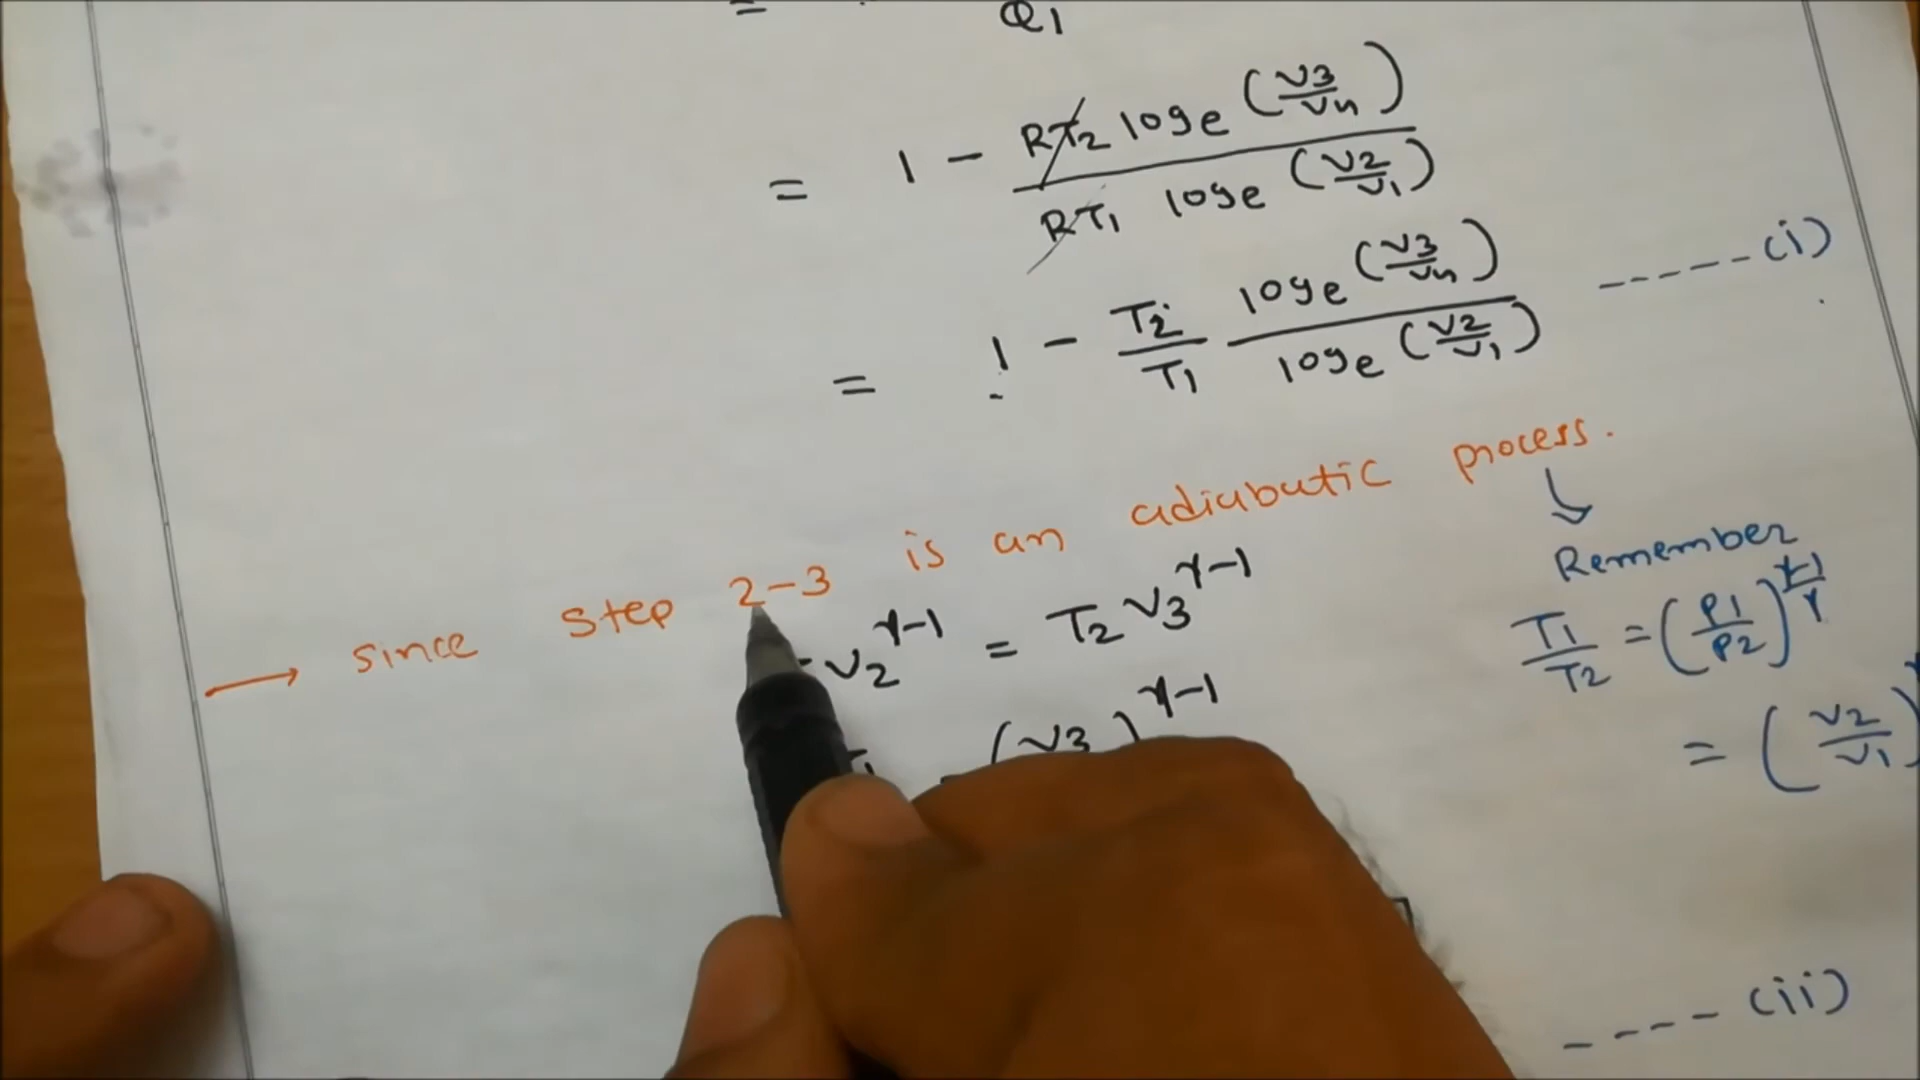 = Q1
= 1 - RT2 loge (V3/V4) / RT1 loge (V2/V1)
= 1 - T2/T1 loge (V3/V4) / loge (V2/V1) -----(i)
→ since step 2-3 is an adiabatic process.
V2^γ-1 = T2 V3^γ-1
T1 (V3 )^γ-1
Remember
T1/T2 = (P1/P2)^γ-1/γ
= (V2/V1)
----(ii)